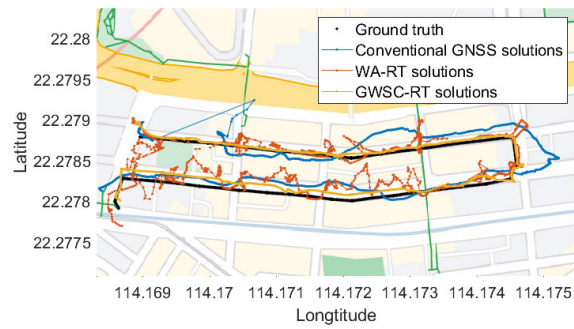 22.28
22.2795
22.279
22.2785
22.278
22.2775
Latitude
Ground truth
Conventional GNSS solutions
WA-RT solutions
GWSC-RT solutions
114.169 114.17 114.171 114.172 114.173 114.174 114.175
Longtitude